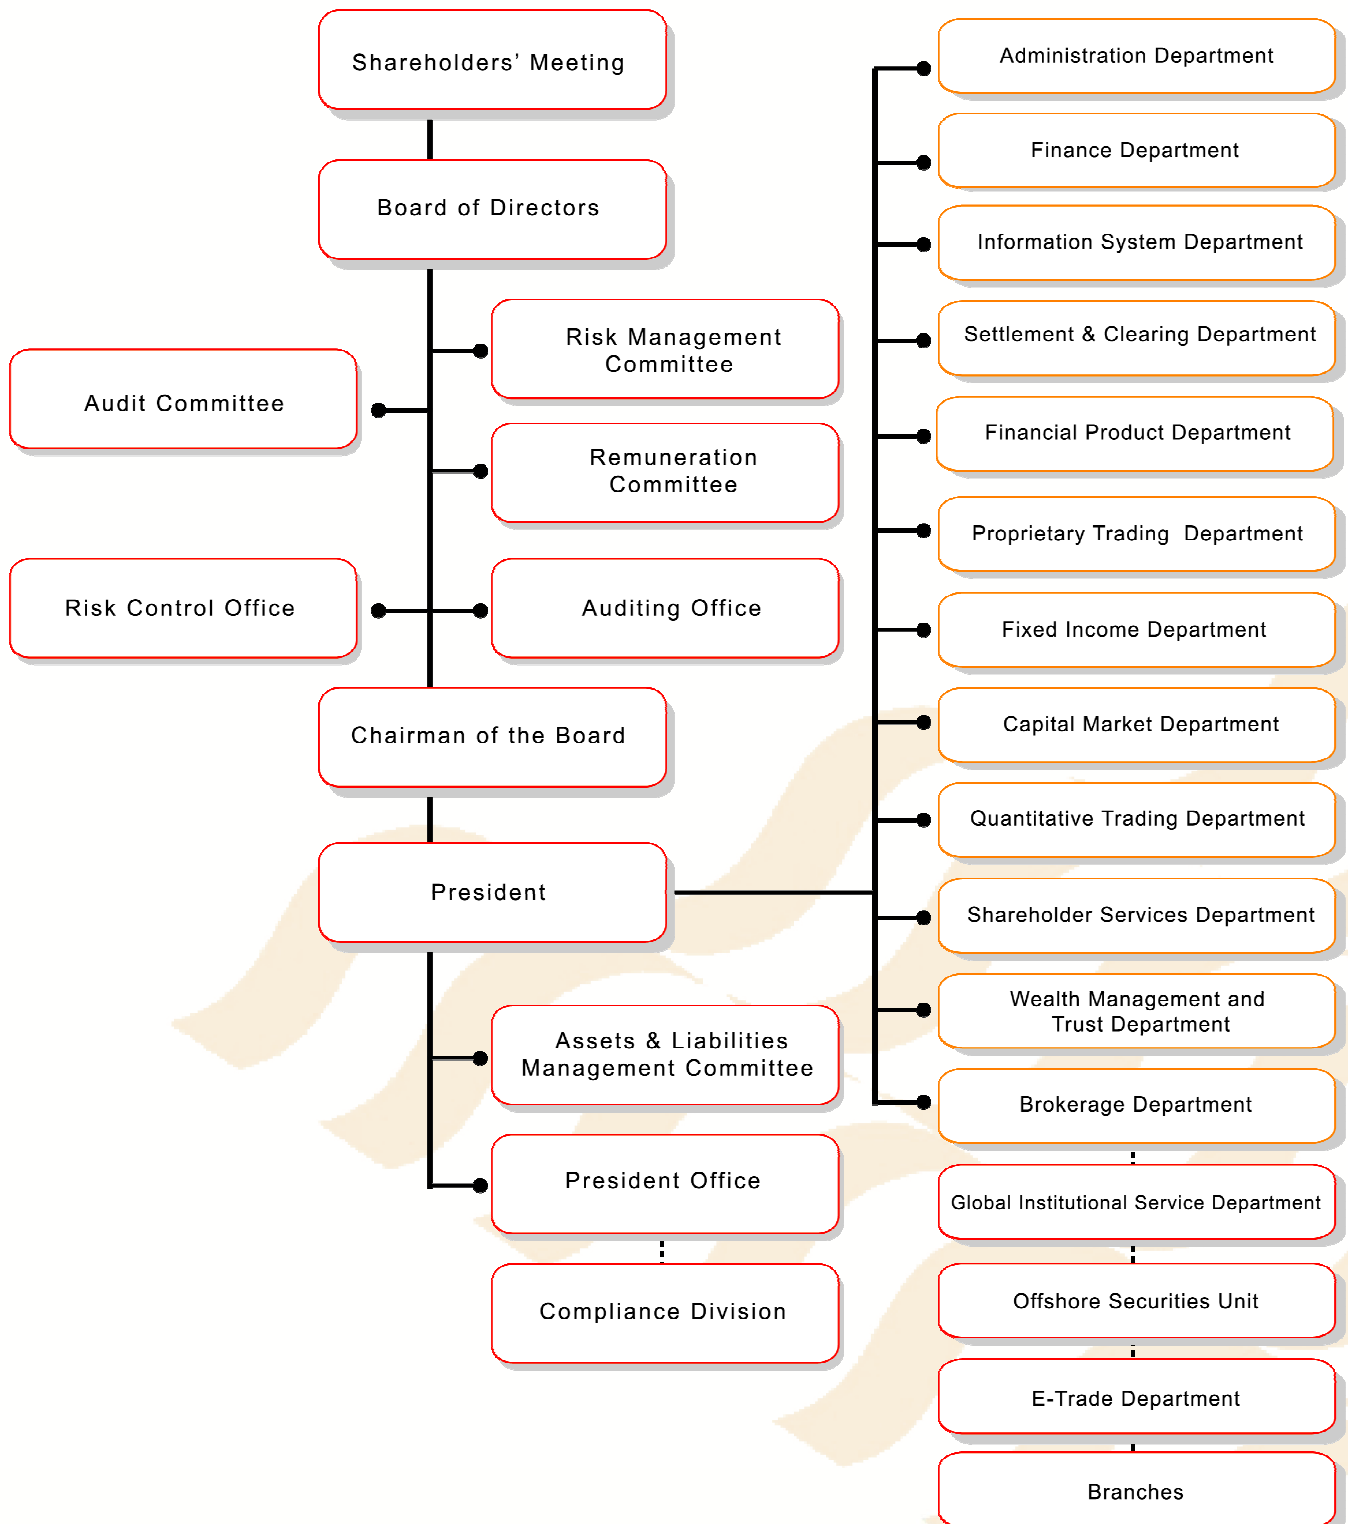 Shareholders’ Meeting
Board of Directors
Risk Management
Committee
Audit Committee
Remuneration
Committee
Risk Control Office
Auditing Office
Chairman of the Board
President
Assets & Liabilities
Management Committee
President Office
Compliance Division
Administration Department
Finance Department
Information System Department
Settlement & Clearing Department
Financial Product Department
Proprietary Trading Department
Fixed Income Department
Capital Market Department
Quantitative Trading Department
Shareholder Services Department
Wealth Management and
Trust Department
Brokerage Department
Global Institutional Service Department
Offshore Securities Unit
E-Trade Department
Branches